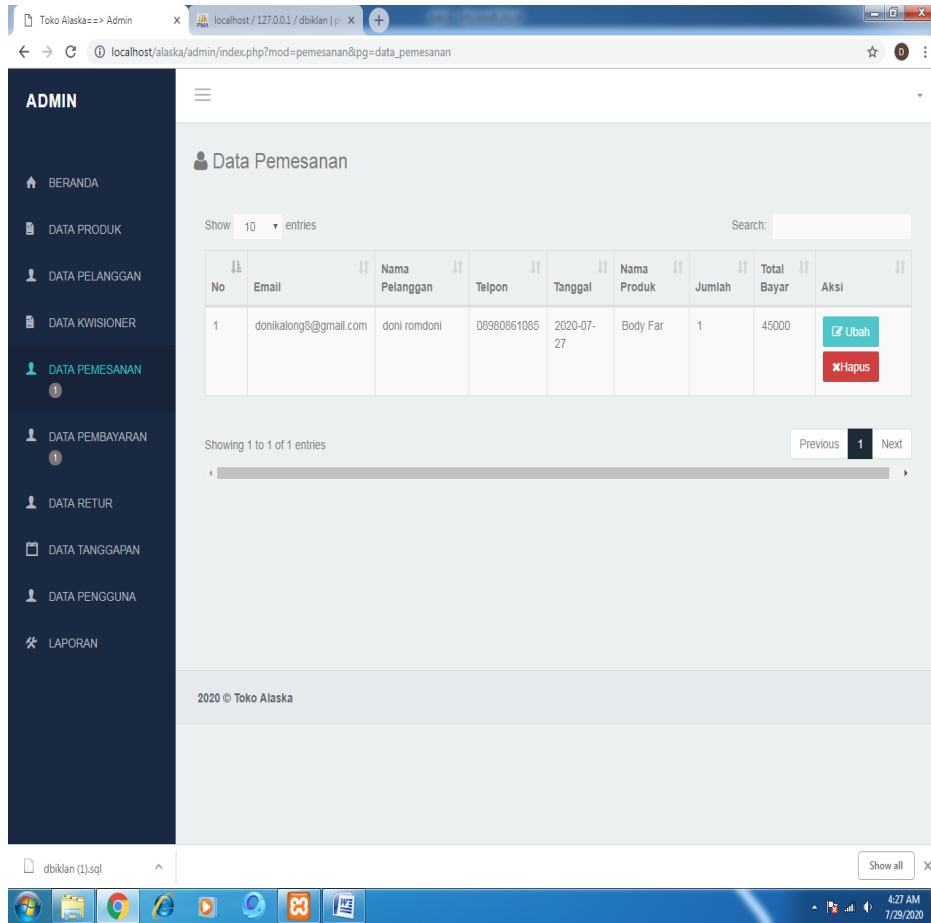 Toko Alaska==> Admin
localhost / 127.0.0.1 / dbiklan | p
localhost/alaska/admin/index.php?mod=pemesanan&pg=data_pemesanan
D
ADMIN
BERANDA
DATA PRODUK
DATA PELANGGAN
DATA KWISIONER
DATA PEMESANAN
1
DATA PEMBAYARAN
1
DATA RETUR
DATA TANGGAPAN
DATA PENGGUNA
LAPORAN
Data Pemesanan
Show 10 entries
Search:
No Email Nama Pelanggan Telpon Tanggal Nama Produk Jumlah Total Bayar Aksi
1 donikalong8@gmail.com doni romdoni 08980861085 2020-07-27 Body Far 1 45000 Ubah
Hapus
Showing 1 to 1 of 1 entries
Previous 1 Next
2020 © Toko Alaska
dbiklan (1).sql
Show all
4:27 AM
7/29/2020